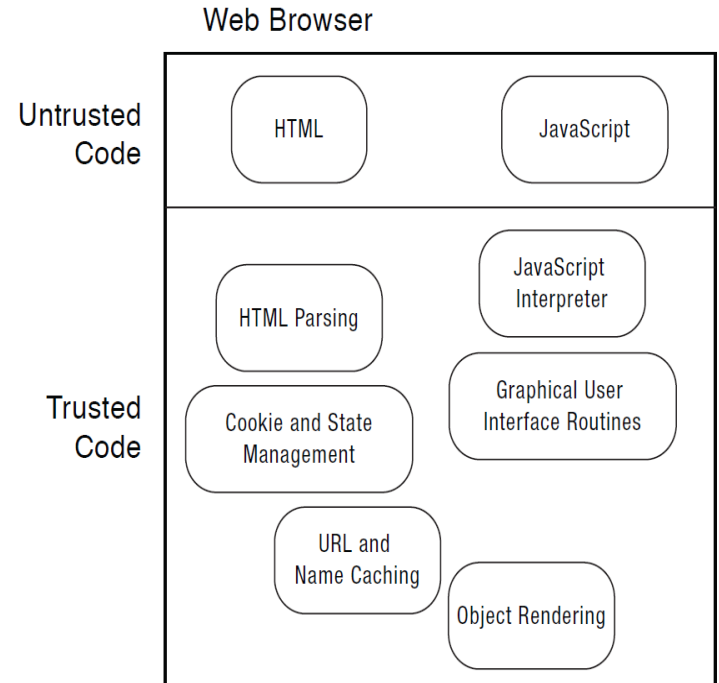 Web Browser
Untrusted
Code
HTML
JavaScript
JavaScript
Interpreter
HTML Parsing
Graphical User
Interface Routines
Trusted
Code
Cookie and State
Management
URL and
Name Caching
Object Rendering